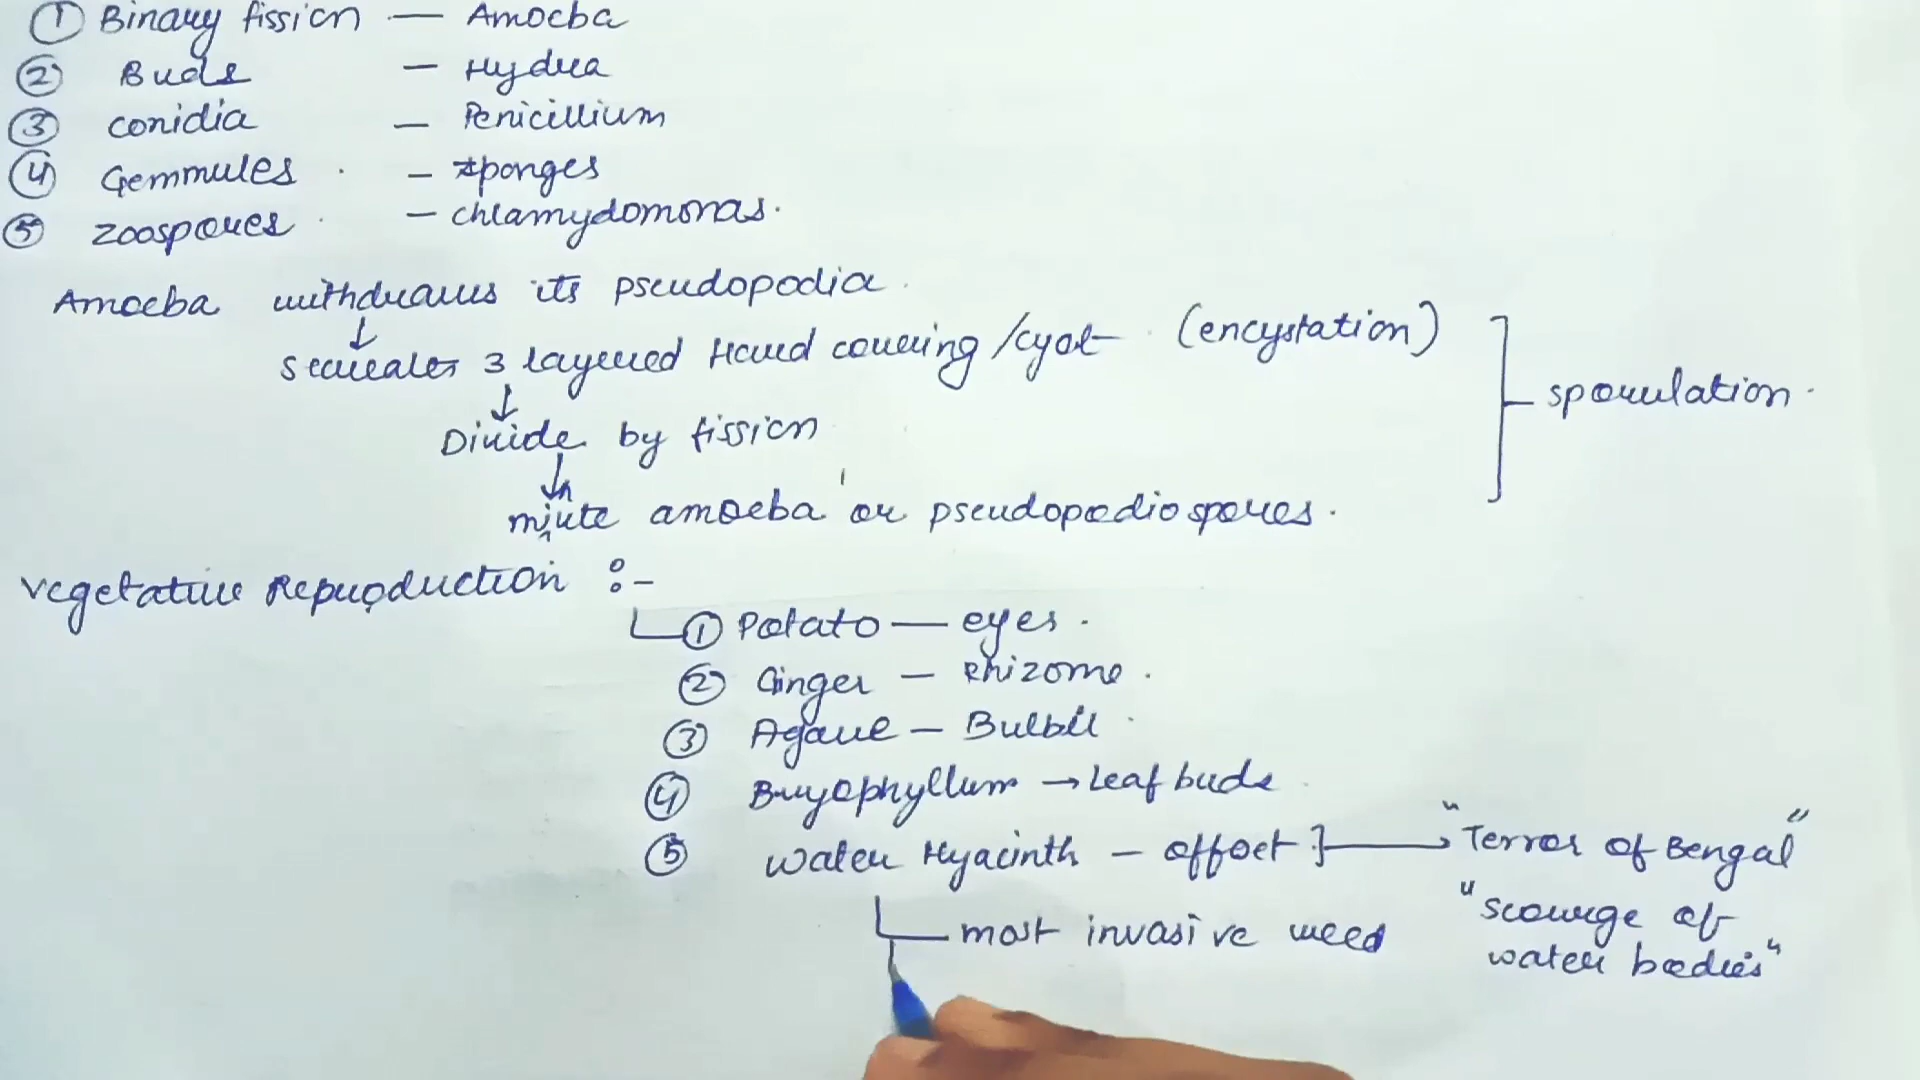 ① Binary fission — Amoeba
② Buds — Hydra
③ conidia — Penicillium
④ Gemmules — sponges
⑤ zoospores — chlamydomonas.
Amoeba withdraws its pseudopodia.
↓
secreates 3 layered Hard covering/cyst (encystation)
↓
Divide by fission
↓
minute amoeba or pseudopodiospores.
] sporulation.
vegetative Reproduction :-
① Potato — eyes.
② Ginger — Rhizome.
③ Agave — Bulbil.
④ Bryophyllum → Leaf buds
⑤ water Hyacinth — offset ] → "Terror of Bengal"
most invasive weed
"scourge of
water bodies"